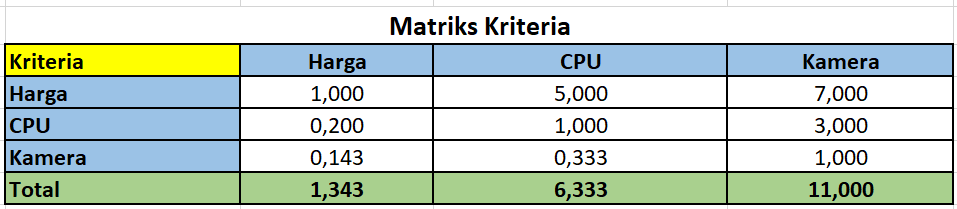 Matriks Kriteria
Kriteria Harga CPU Kamera
Harga 1,000 5,000 7,000
CPU 0,200 1,000 3,000
Kamera 0,143 0,333 1,000
Total 1,343 6,333 11,000